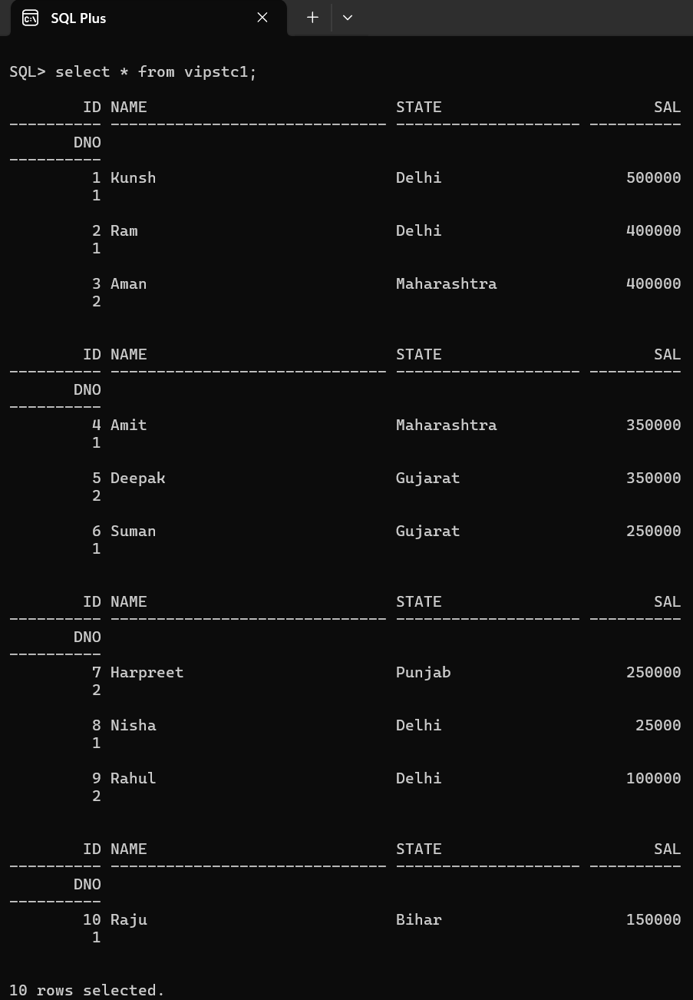 SQL Plus
SQL> select * from vipstc1;
ID NAME STATE SAL
---------- ------------------------------ -------------------- ----------
DNO
----------
1 Kunsh Delhi 500000
1
2 Ram Delhi 400000
1
3 Aman Maharashtra 400000
2
ID NAME STATE SAL
---------- ------------------------------ -------------------- ----------
DNO
----------
4 Amit Maharashtra 350000
1
5 Deepak Gujarat 350000
2
6 Suman Gujarat 250000
1
ID NAME STATE SAL
---------- ------------------------------ -------------------- ----------
DNO
----------
7 Harpreet Punjab 250000
2
8 Nisha Delhi 25000
1
9 Rahul Delhi 100000
2
ID NAME STATE SAL
---------- ------------------------------ -------------------- ----------
DNO
----------
10 Raju Bihar 150000
1
10 rows selected.